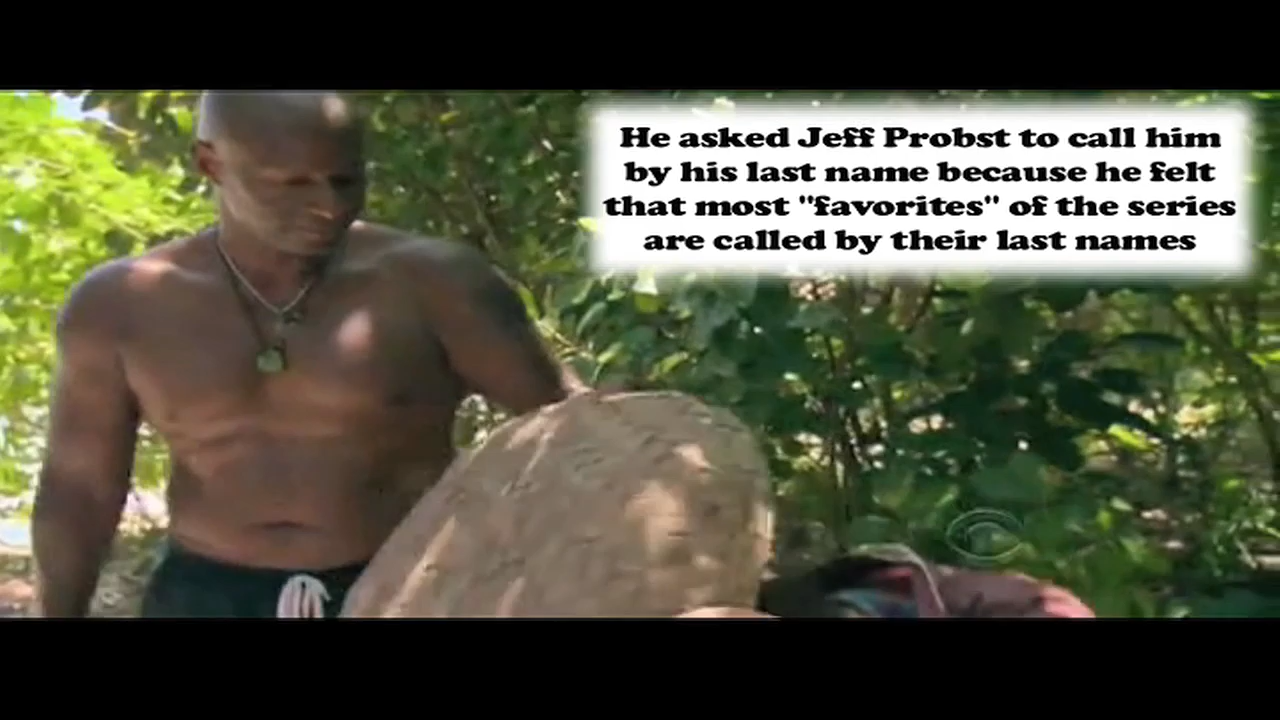 He asked Jeff Probst to call him
by his last name because he felt
that most "favorites" of the series
are called by their last names